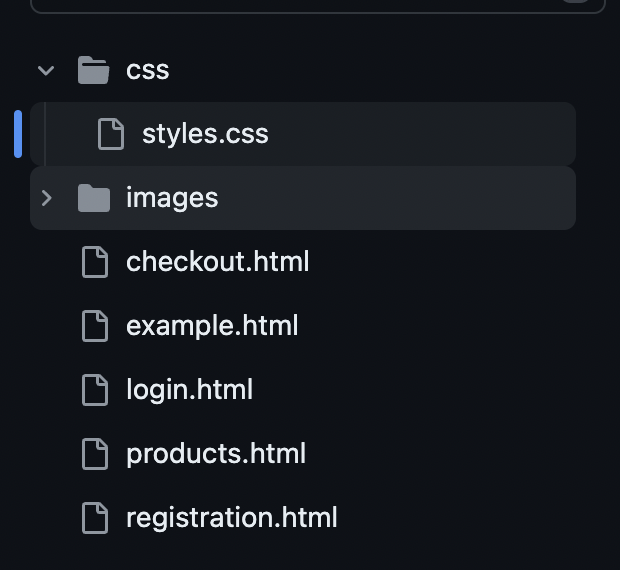 css
styles.css
images
checkout.html
example.html
login.html
products.html
registration.html